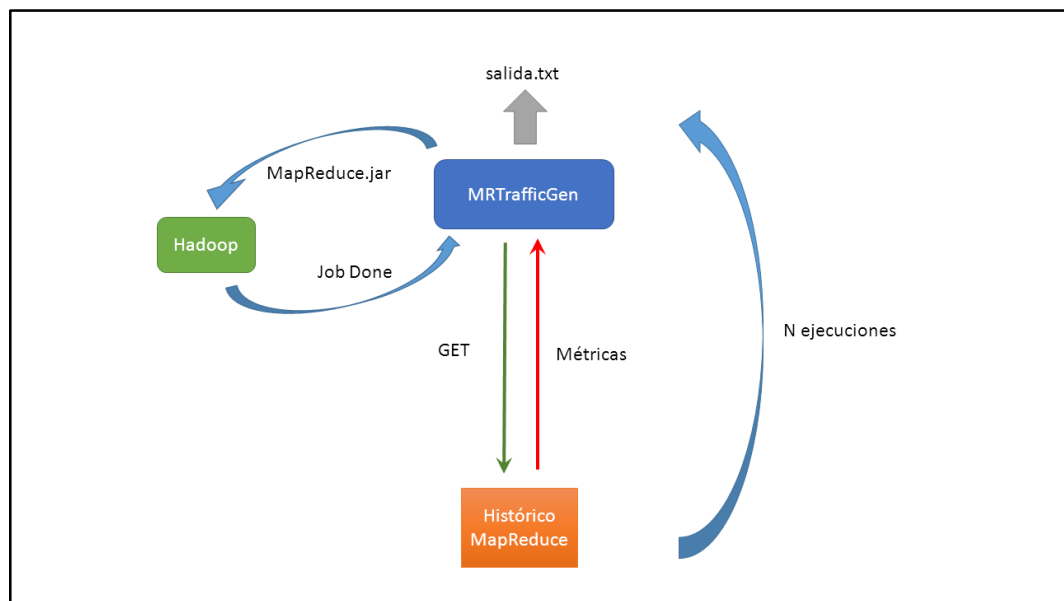 salida.txt
MapReduce.jar
MRTrafficGen
Hadoop
Job Done
GET
Métricas
N ejecuciones
Histórico
MapReduce